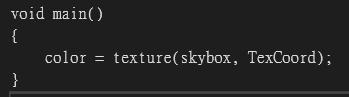 void main()
{
    color = texture(skybox, TexCoord);
}